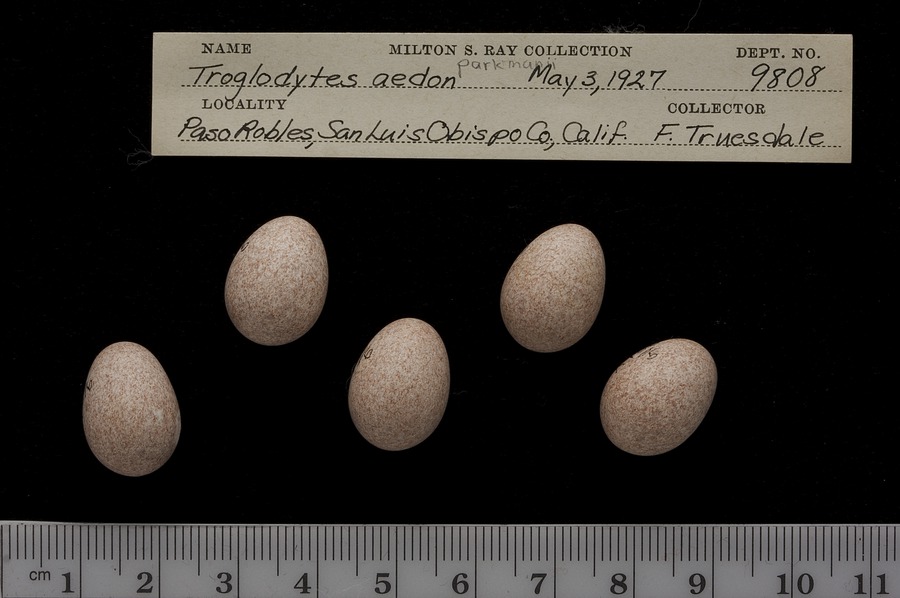 NAME MILTON S. RAY COLLECTION DEPT. NO.
parkmanii
Troglodytes aedon May 3, 1927 9808
LOCALITY COLLECTOR
Paso Robles, San Luis Obispo Co, Calif. F. Truesdale
cm 1 2 3 4 5 6 7 8 9 10 11